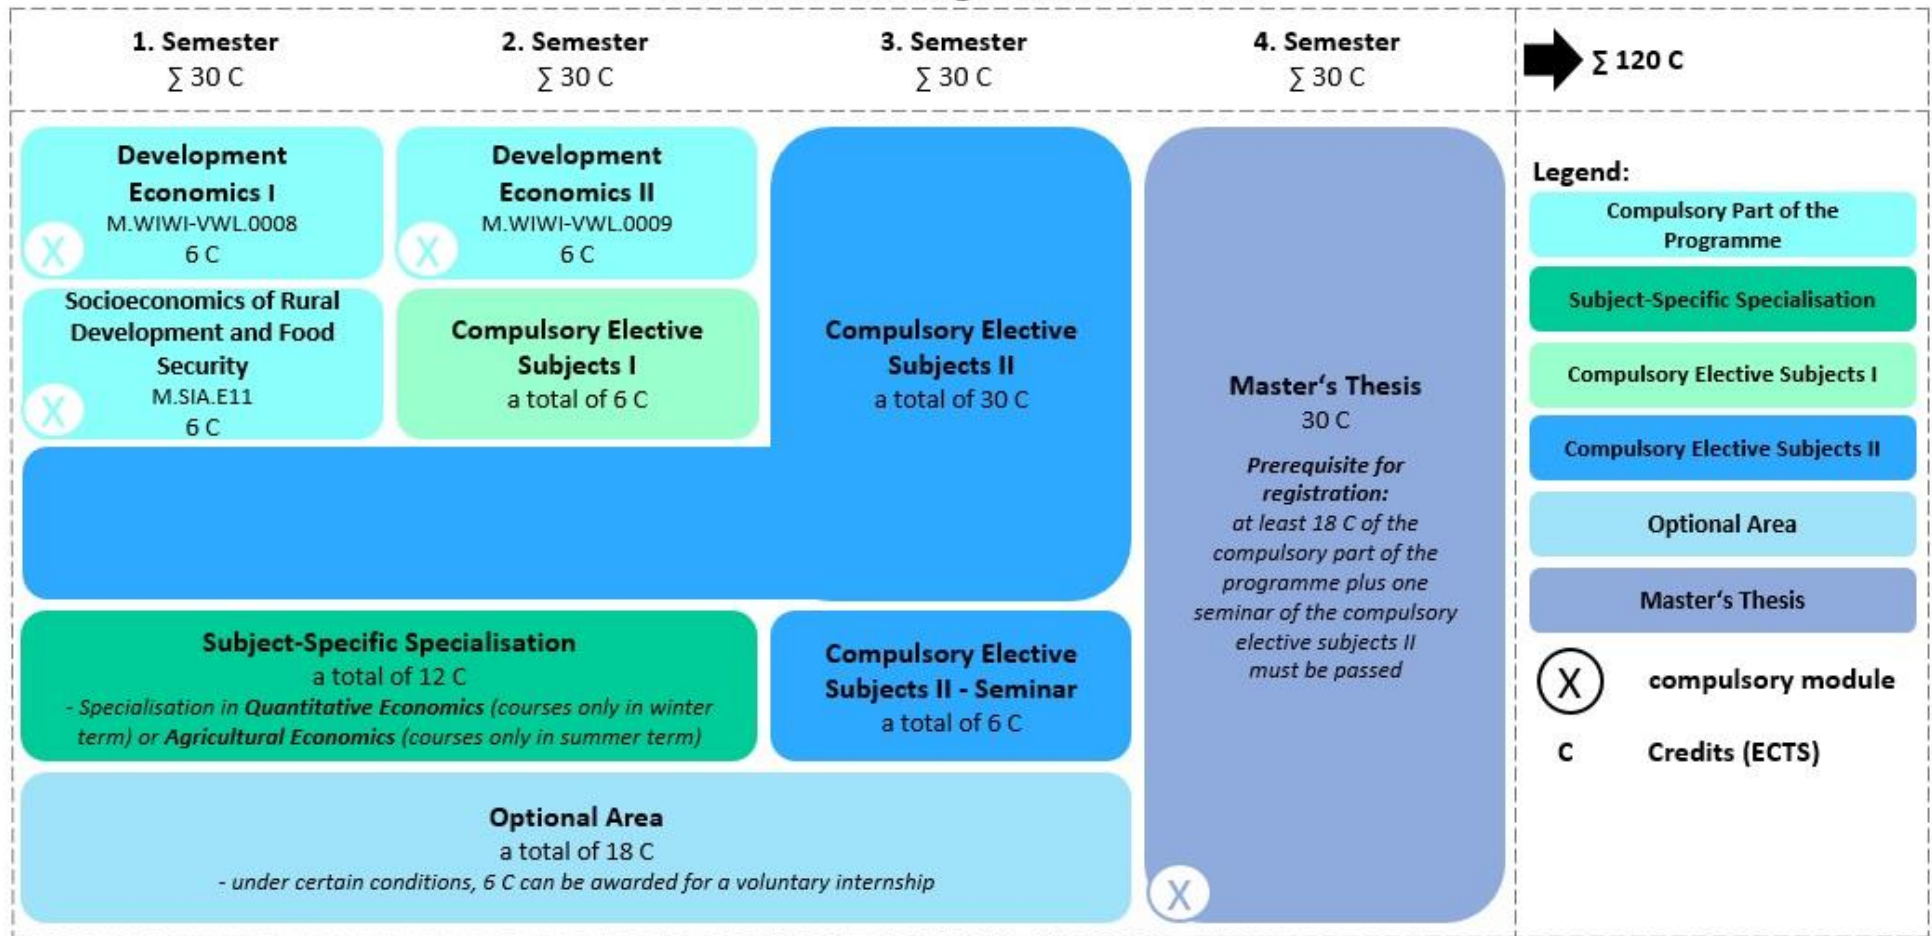 1. Semester
∑ 30 C
2. Semester
∑ 30 C
3. Semester
∑ 30 C
4. Semester
∑ 30 C
∑ 120 C
Development
Economics I
M.WIWI-VWL.0008
6 C
X
Development
Economics II
M.WIWI-VWL.0009
6 C
X
Socioeconomics of Rural
Development and Food
Security
M.SIA.E11
6 C
X
Compulsory Elective
Subjects I
a total of 6 C
Compulsory Elective
Subjects II
a total of 30 C
Subject-Specific Specialisation
a total of 12 C
- Specialisation in Quantitative Economics (courses only in winter
term) or Agricultural Economics (courses only in summer term)
Compulsory Elective
Subjects II - Seminar
a total of 6 C
Optional Area
a total of 18 C
- under certain conditions, 6 C can be awarded for a voluntary internship
Master‘s Thesis
30 C
Prerequisite for
registration:
at least 18 C of the
compulsory part of the
programme plus one
seminar of the compulsory
elective subjects II
must be passed
X
Legend:
Compulsory Part of the
Programme
Subject-Specific Specialisation
Compulsory Elective Subjects I
Compulsory Elective Subjects II
Optional Area
Master‘s Thesis
X compulsory module
C Credits (ECTS)